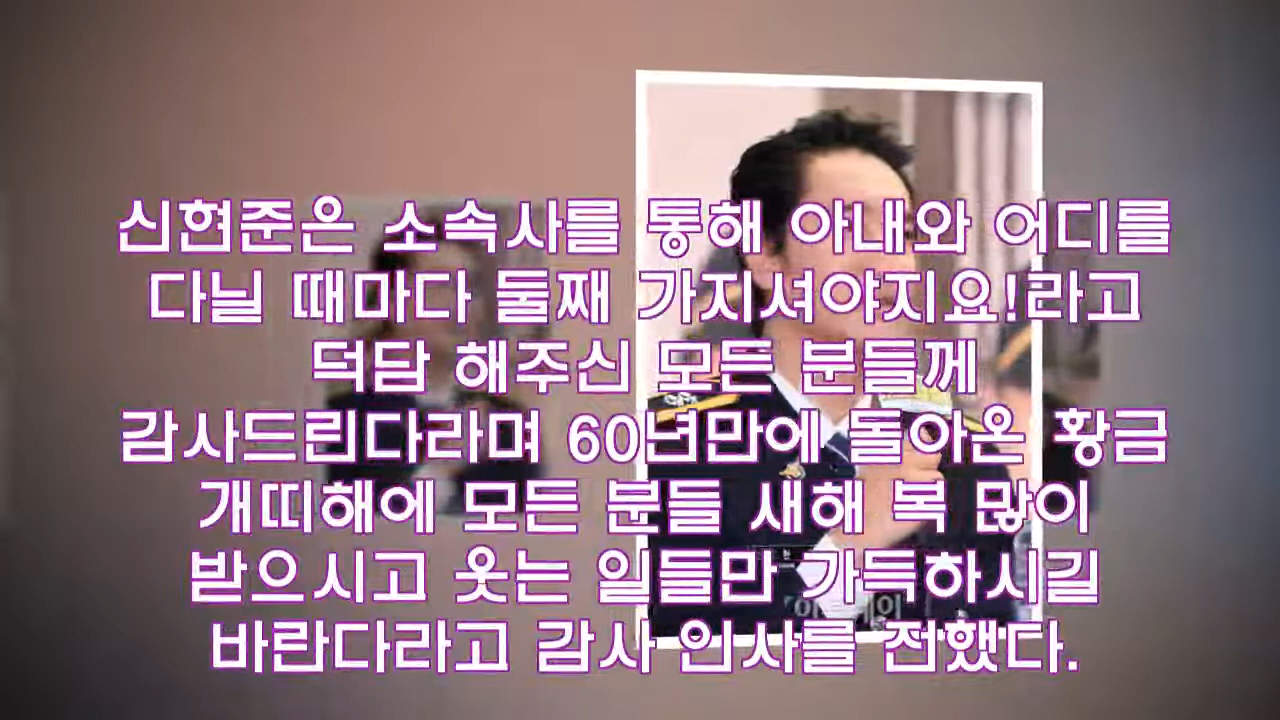 신현준은 소속사를 통해 아내와 어디를
다닐 때마다 둘째 가지셔야지요!라고
덕담 해주신 모든 분들께
감사드린다라며 60년만에 돌아온 황금
개띠해에 모든 분들 새해 복 많이
받으시고 웃는 일들만 가득하시길
바란다라고 감사 인사를 전했다.